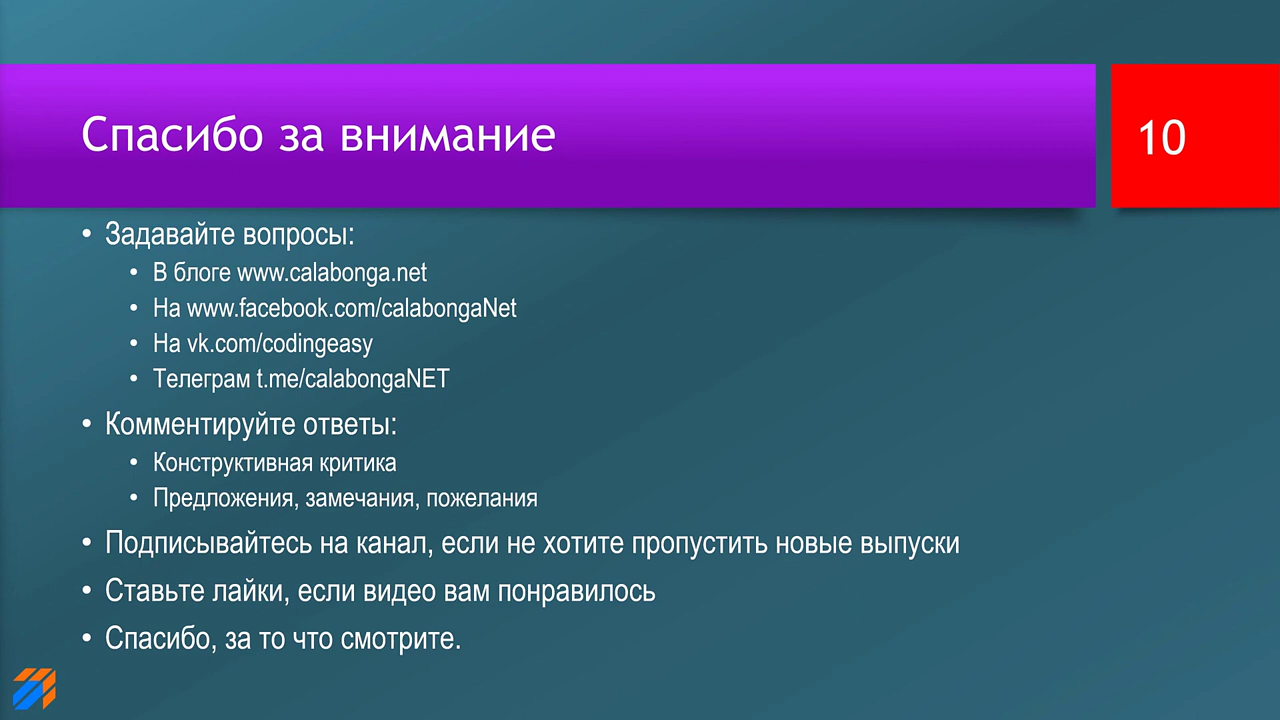 Спасибо за внимание
10
• Задавайте вопросы:
• В блоге www.calabonga.net
• На www.facebook.com/calabongaNet
• На vk.com/codingeasy
• Телеграм t.me/calabongaNET
• Комментируйте ответы:
• Конструктивная критика
• Предложения, замечания, пожелания
• Подписывайтесь на канал, если не хотите пропустить новые выпуски
• Ставьте лайки, если видео вам понравилось
• Спасибо, за то что смотрите.